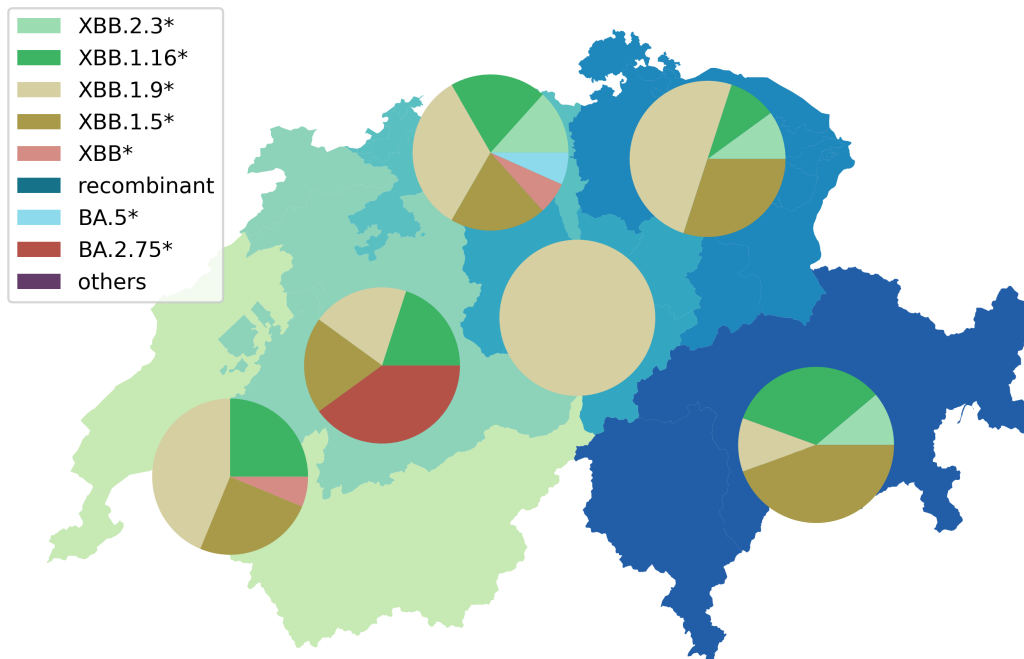 XBB.2.3*
XBB.1.16*
XBB.1.9*
XBB.1.5*
XBB*
recombinant
BA.5*
BA.2.75*
others